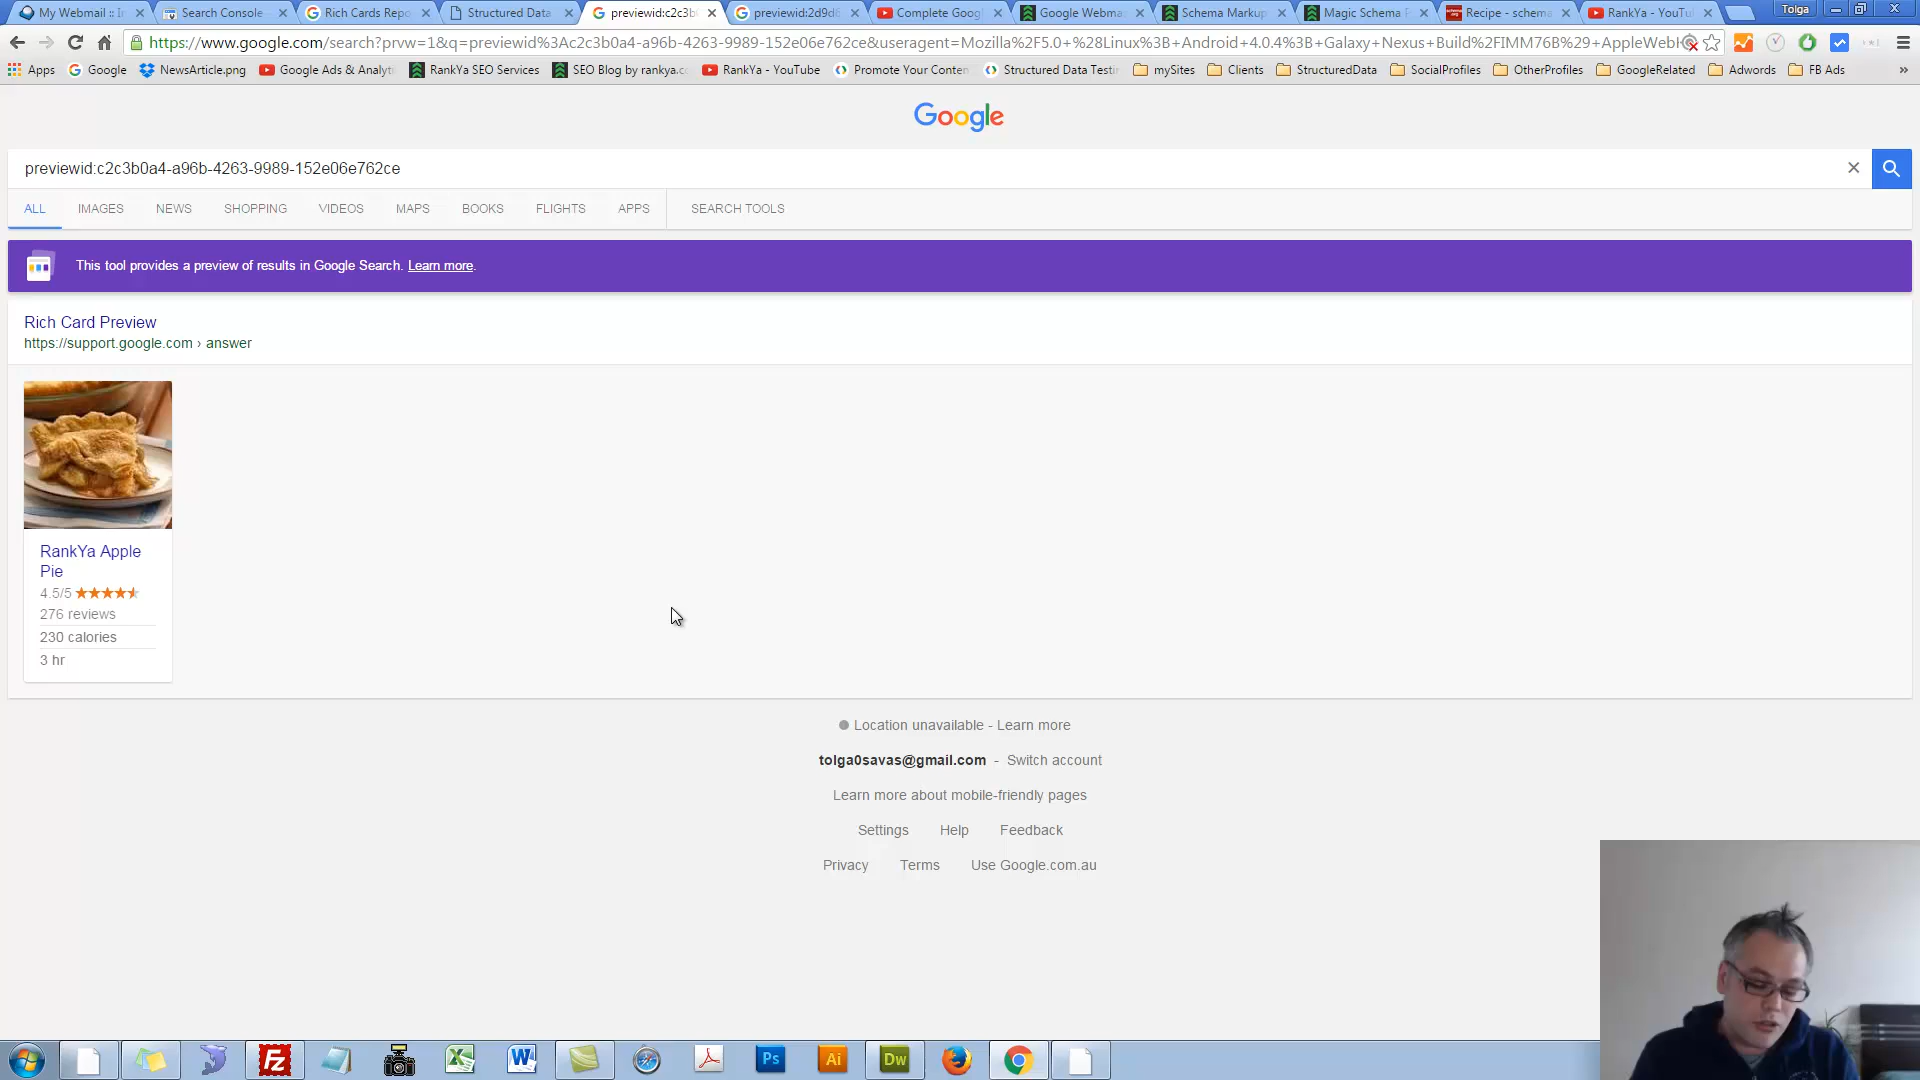 My Webmail :: I
Search Console
Rich Cards Repo
Structured Data
previewid:c2c3b
previewid:2d9d
Complete Goog
Google Webma
Schema Markup
Magic Schema
Recipe - schema
RankYa - YouTu
Tolga
https://www.google.com/search?prvw=1&q=previewid%3Ac2c3b0a4-a96b-4263-9989-152e06e762ce&useragent=Mozilla%2F5.0+%28Linux%3B+Android+4.0.4%3B+Galaxy+Nexus+Build%2FIMM76B%29+AppleWebK
Apps
Google
NewsArticle.png
Google Ads & Analyti
RankYa SEO Services
SEO Blog by rankya.c
RankYa - YouTube
Promote Your Conten
Structured Data Testin
mySites
Clients
StructuredData
SocialProfiles
OtherProfiles
GoogleRelated
Adwords
FB Ads
»
Google
previewid:c2c3b0a4-a96b-4263-9989-152e06e762ce
ALL IMAGES NEWS SHOPPING VIDEOS MAPS BOOKS FLIGHTS APPS SEARCH TOOLS
This tool provides a preview of results in Google Search. Learn more.
Rich Card Preview
https://support.google.com › answer
RankYa Apple
Pie
4.5/5
276 reviews
230 calories
3 hr
Location unavailable - Learn more
tolga0savas@gmail.com - Switch account
Learn more about mobile-friendly pages
Settings Help Feedback
Privacy Terms Use Google.com.au
Fz
Ps
Ai
Dw